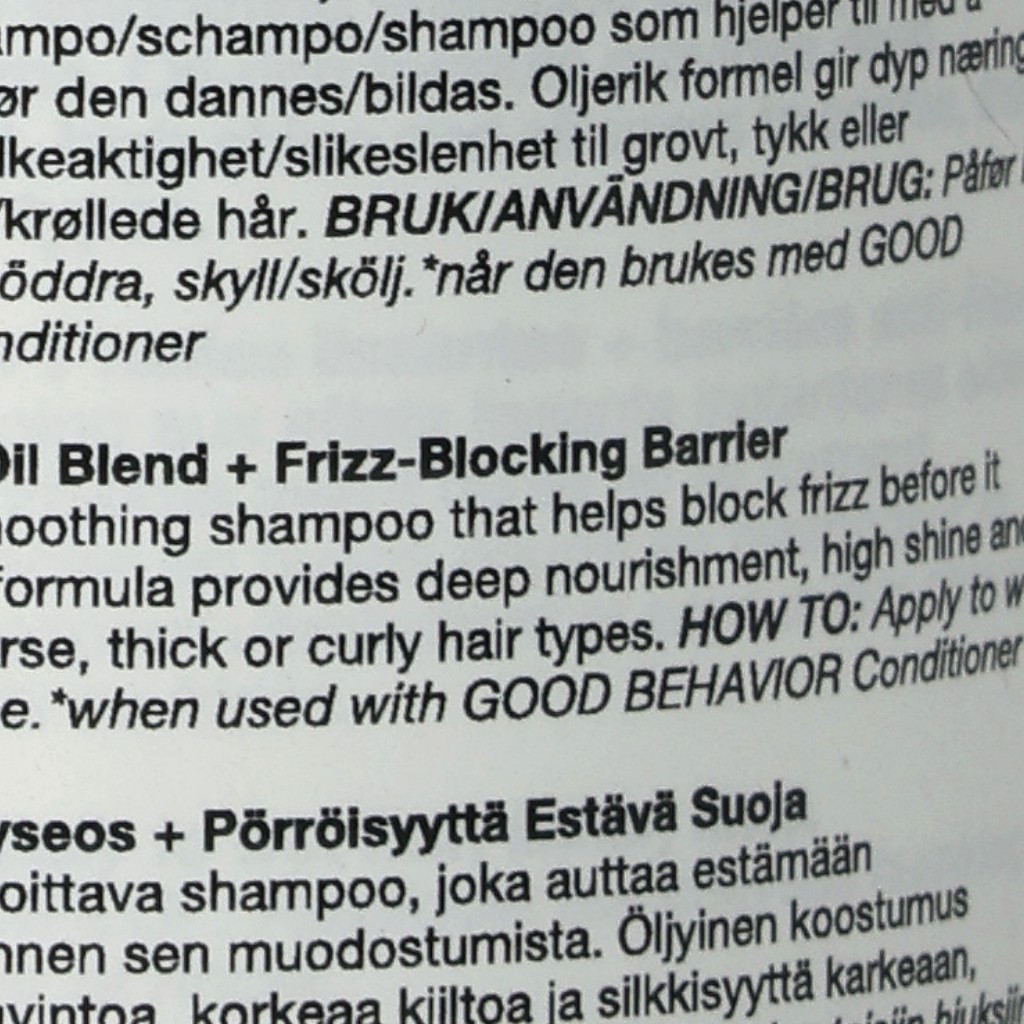 mpo/schampo/shampoo som hjelper til med å
ør den dannes/bildas. Oljerik formel gir dyp næring
lkeaktighet/slikeslenhet til grovt, tykk eller
/krøllede hår. BRUK/ANVÄNDNING/BRUG: Påfør
öddra, skyll/skölj.*når den brukes med GOOD
nditioner
Oil Blend + Frizz-Blocking Barrier
oothing shampoo that helps block frizz before it
formula provides deep nourishment, high shine and
rse, thick or curly hair types. HOW TO: Apply to w
e.*when used with GOOD BEHAVIOR Conditioner
yseos + Pörröisyyttä Estävä Suoja
oittava shampoo, joka auttaa estämään
nnen sen muodostumista. Öljyinen koostumus
vintoa, korkeaa kiiltoa ja silkkisyyttä karkeaan,